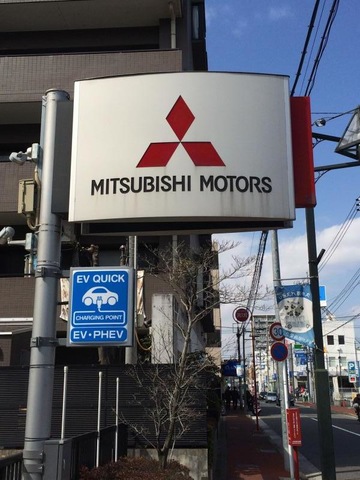 MITSUBISHI MOTORS
EV QUICK
CHARGING POINT
EV・PHEV